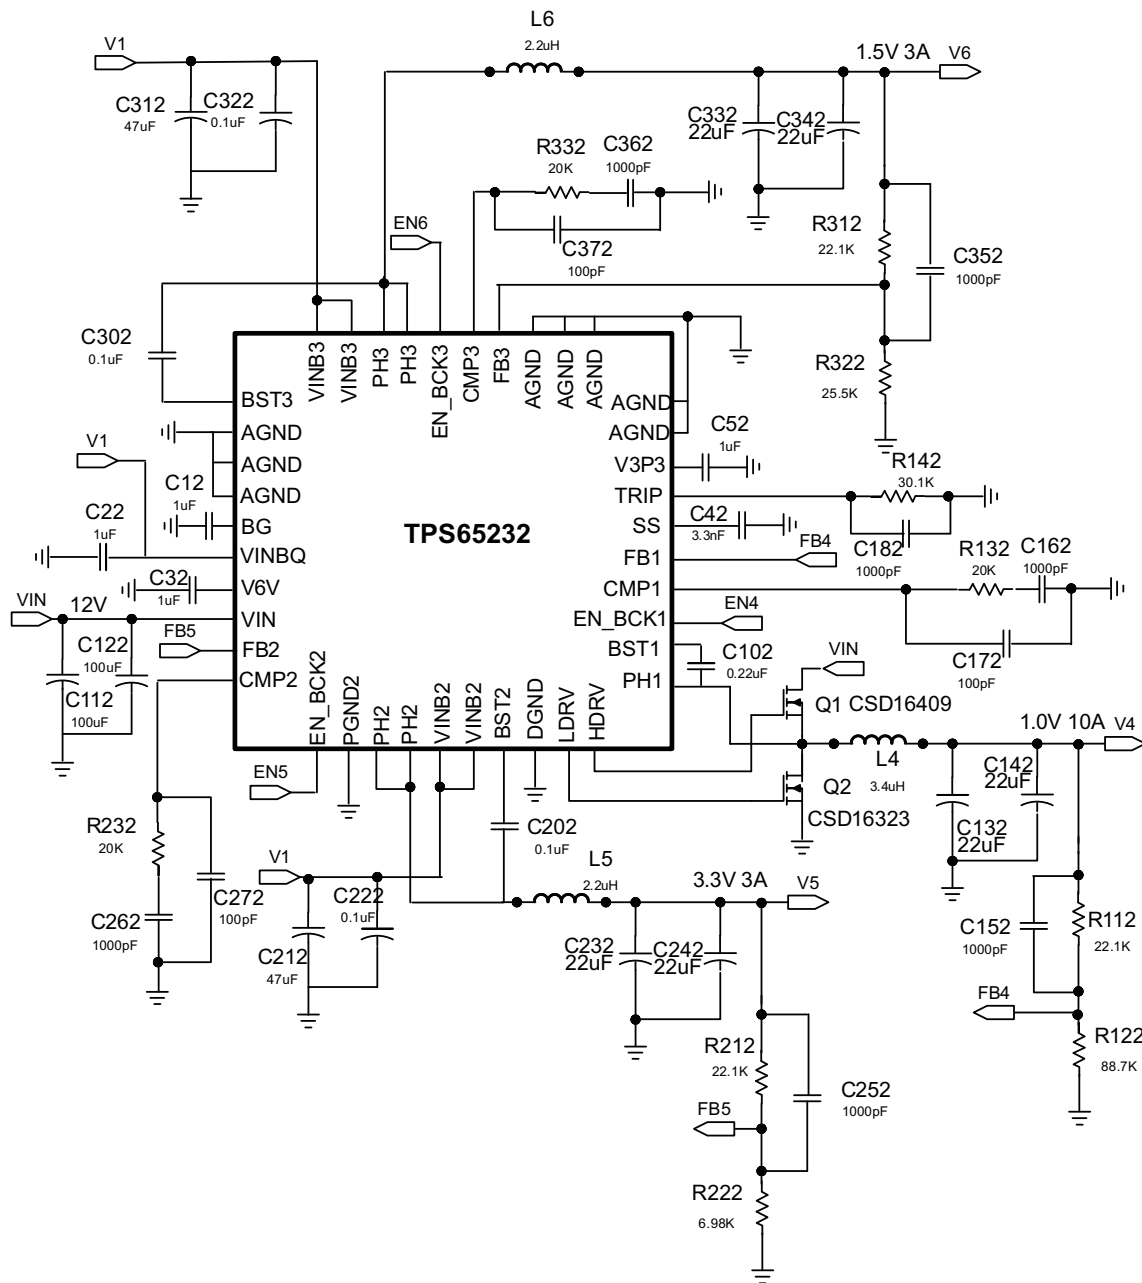 L6
2.2uH
V1
1.5V 3A
V6
C312
47uF
C322
0.1uF
C332
22uF
C342
22uF
R332
20K
C362
1000pF
C372
100pF
EN6
R312
22.1K
C352
1000pF
R322
25.5K
C302
0.1uF
VINB3
VINB3
PH3
PH3
EN_BCK3
CMP3
FB3
AGND
AGND
AGND
BST3
AGND
AGND
AGND
BG
VINBQ
V6V
VIN
FB2
CMP2
TPS65232
AGND
AGND
V3P3
TRIP
SS
FB1
CMP1
EN_BCK1
BST1
PH1
EN_BCK2
PGND2
PH2
PH2
VINB2
VINB2
BST2
DGND
LDRV
HDRV
V1
C12
1uF
C22
1uF
C32
1uF
VIN
12V
FB5
C122
100uF
C112
100uF
C52
1uF
R142
30.1K
C42
3.3nF
C182
1000pF
FB4
R132
20K
C162
1000pF
EN4
C172
100pF
C102
0.22uF
VIN
Q1 CSD16409
1.0V 10A
V4
L4
3.4uH
Q2
CSD16323
C142
22uF
C132
22uF
EN5
R232
20K
C272
100pF
C262
1000pF
V1
C222
0.1uF
C212
47uF
C202
0.1uF
L5
2.2uH
3.3V 3A
V5
C232
22uF
C242
22uF
C152
1000pF
R112
22.1K
FB4
R122
88.7K
R212
22.1K
C252
1000pF
FB5
R222
6.98K